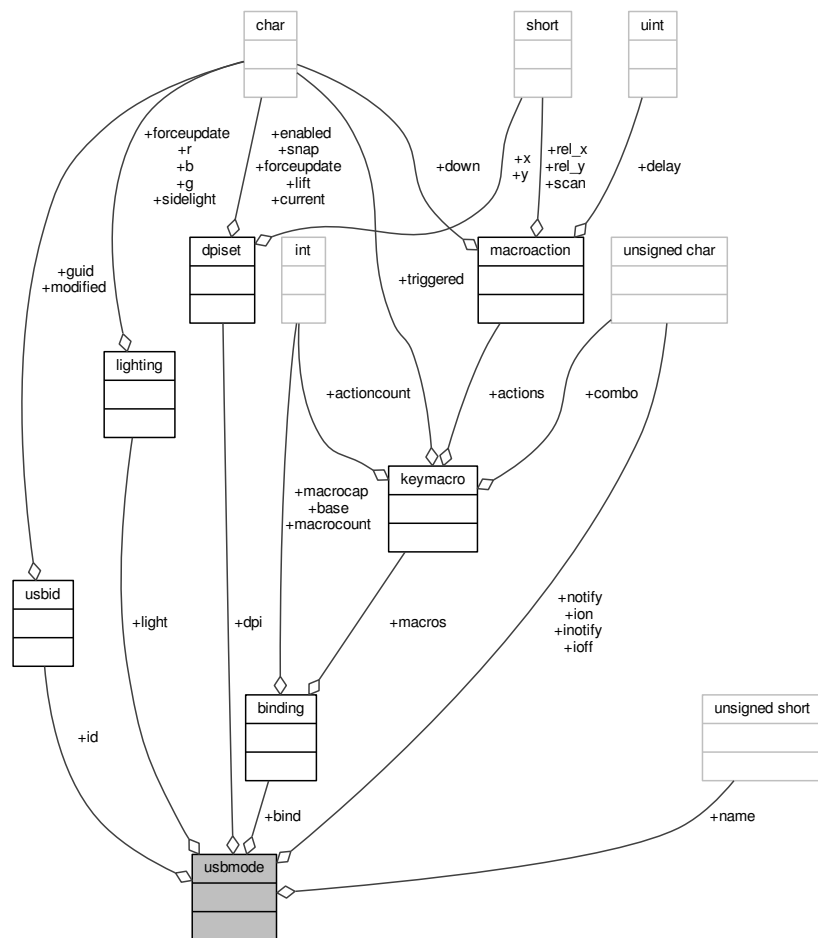 char
short
uint
+forceupdate
+r
+b
+g
+sidelight
+enabled
+snap
+forceupdate
+lift
+current
+down
+x
+y
+rel_x
+rel_y
+scan
+delay
dpiset
int
macroaction
unsigned char
+guid
+modified
+triggered
lighting
+actioncount
+actions
+combo
keymacro
+macrocap
+base
+macrocount
usbid
+light
+dpi
+macros
+notify
+ion
+inotify
+ioff
binding
unsigned short
+id
+bind
+name
usbmode